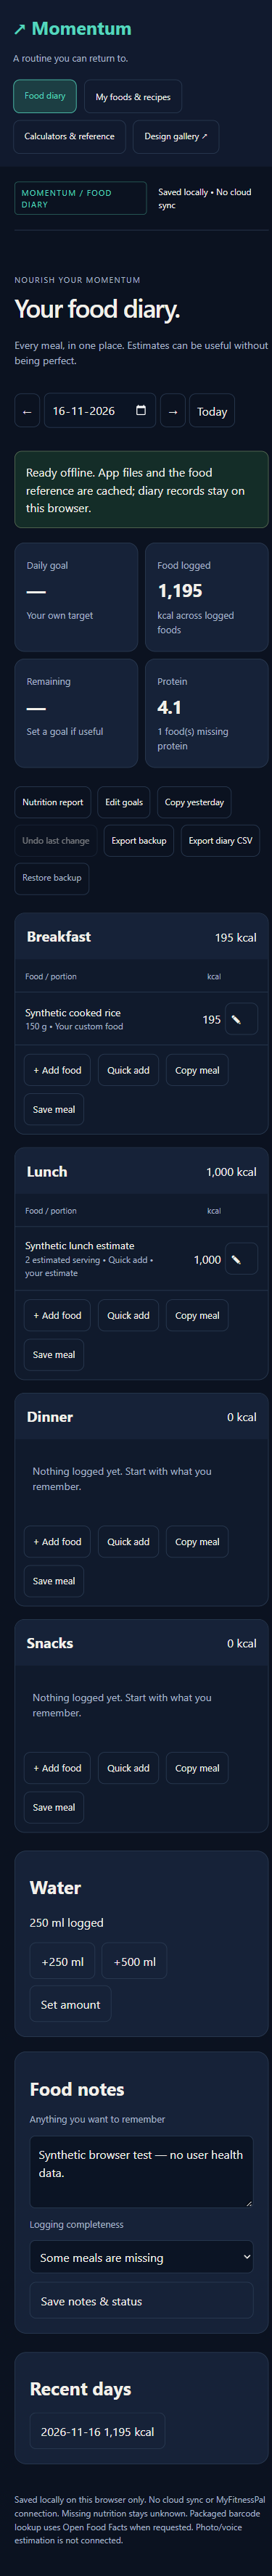 ↗ Momentum
A routine you can return to.
Food diary
My foods & recipes
Calculators & reference
Design gallery ↗
MOMENTUM / FOOD
DIARY
Saved locally • No cloud
sync
NOURISH YOUR MOMENTUM
Your food diary.
Every meal, in one place. Estimates can be useful without
being perfect.
←
16-11-2026
→
Today
Ready offline. App files and the food
reference are cached; diary records stay on
this browser.
Daily goal
—
Your own target
Food logged
1,195
kcal across logged
foods
Remaining
—
Set a goal if useful
Protein
4.1
1 food(s) missing
protein
Nutrition report
Edit goals
Copy yesterday
Undo last change
Export backup
Export diary CSV
Restore backup
Breakfast
195 kcal
Food / portion
kcal
Synthetic cooked rice
150 g • Your custom food
195
+ Add food
Quick add
Copy meal
Save meal
Lunch
1,000 kcal
Food / portion
kcal
Synthetic lunch estimate
2 estimated serving • Quick add •
your estimate
1,000
+ Add food
Quick add
Copy meal
Save meal
Dinner
0 kcal
Nothing logged yet. Start with what you
remember.
+ Add food
Quick add
Copy meal
Save meal
Snacks
0 kcal
Nothing logged yet. Start with what you
remember.
+ Add food
Quick add
Copy meal
Save meal
Water
250 ml logged
+250 ml
+500 ml
Set amount
Food notes
Anything you want to remember
Synthetic browser test — no user health
data.
Logging completeness
Some meals are missing
Save notes & status
Recent days
2026-11-16 1,195 kcal
Saved locally on this browser only. No cloud sync or MyFitnessPal
connection. Missing nutrition stays unknown. Packaged barcode
lookup uses Open Food Facts when requested. Photo/voice
estimation is not connected.